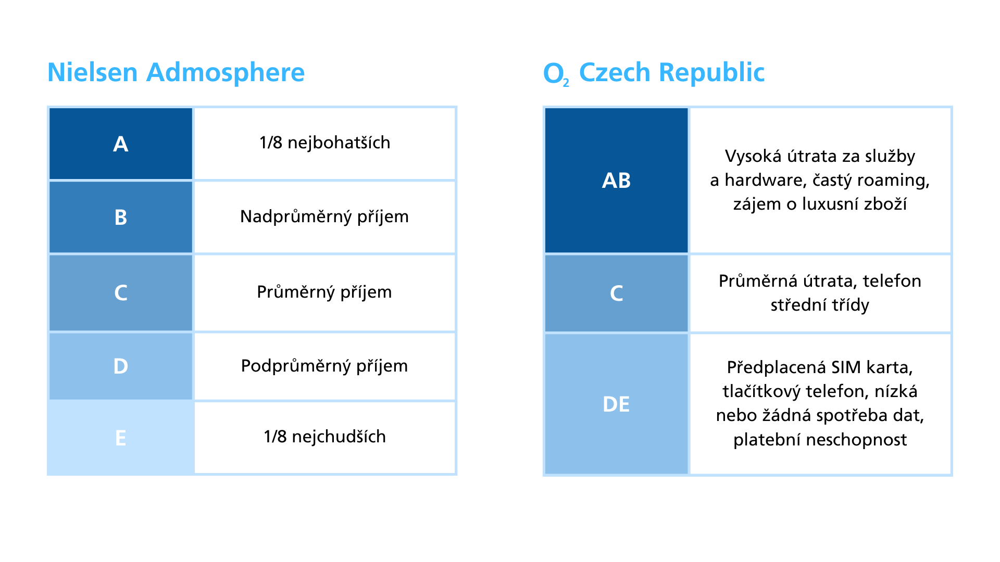 Nielsen Admosphere
A
1/8 nejbohatších
B
Nadprůměrný příjem
C
Průměrný příjem
D
Podprůměrný příjem
E
1/8 nejchudších
O₂ Czech Republic
AB
Vysoká útrata za služby
a hardware, častý roaming,
zájem o luxusní zboží
C
Průměrná útrata, telefon
střední třídy
DE
Předplacená SIM karta,
tlačítkový telefon, nízká
nebo žádná spotřeba dat,
platební neschopnost